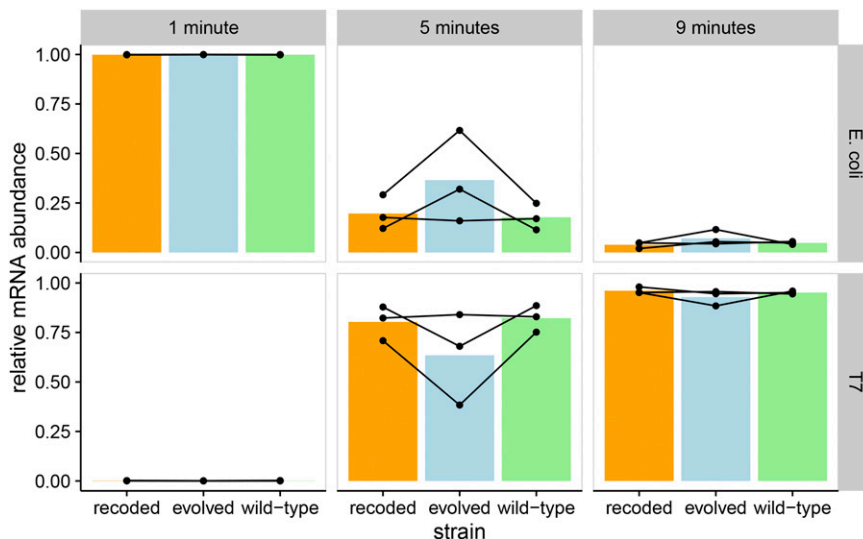 1 minute 5 minutes 9 minutes
relative mRNA abundance
1.00
0.75
0.50
0.25
0.00
E. coli
1.00
0.75
0.50
0.25
0.00
T7
recoded evolved wild−type recoded evolved wild−type recoded evolved wild−type
strain